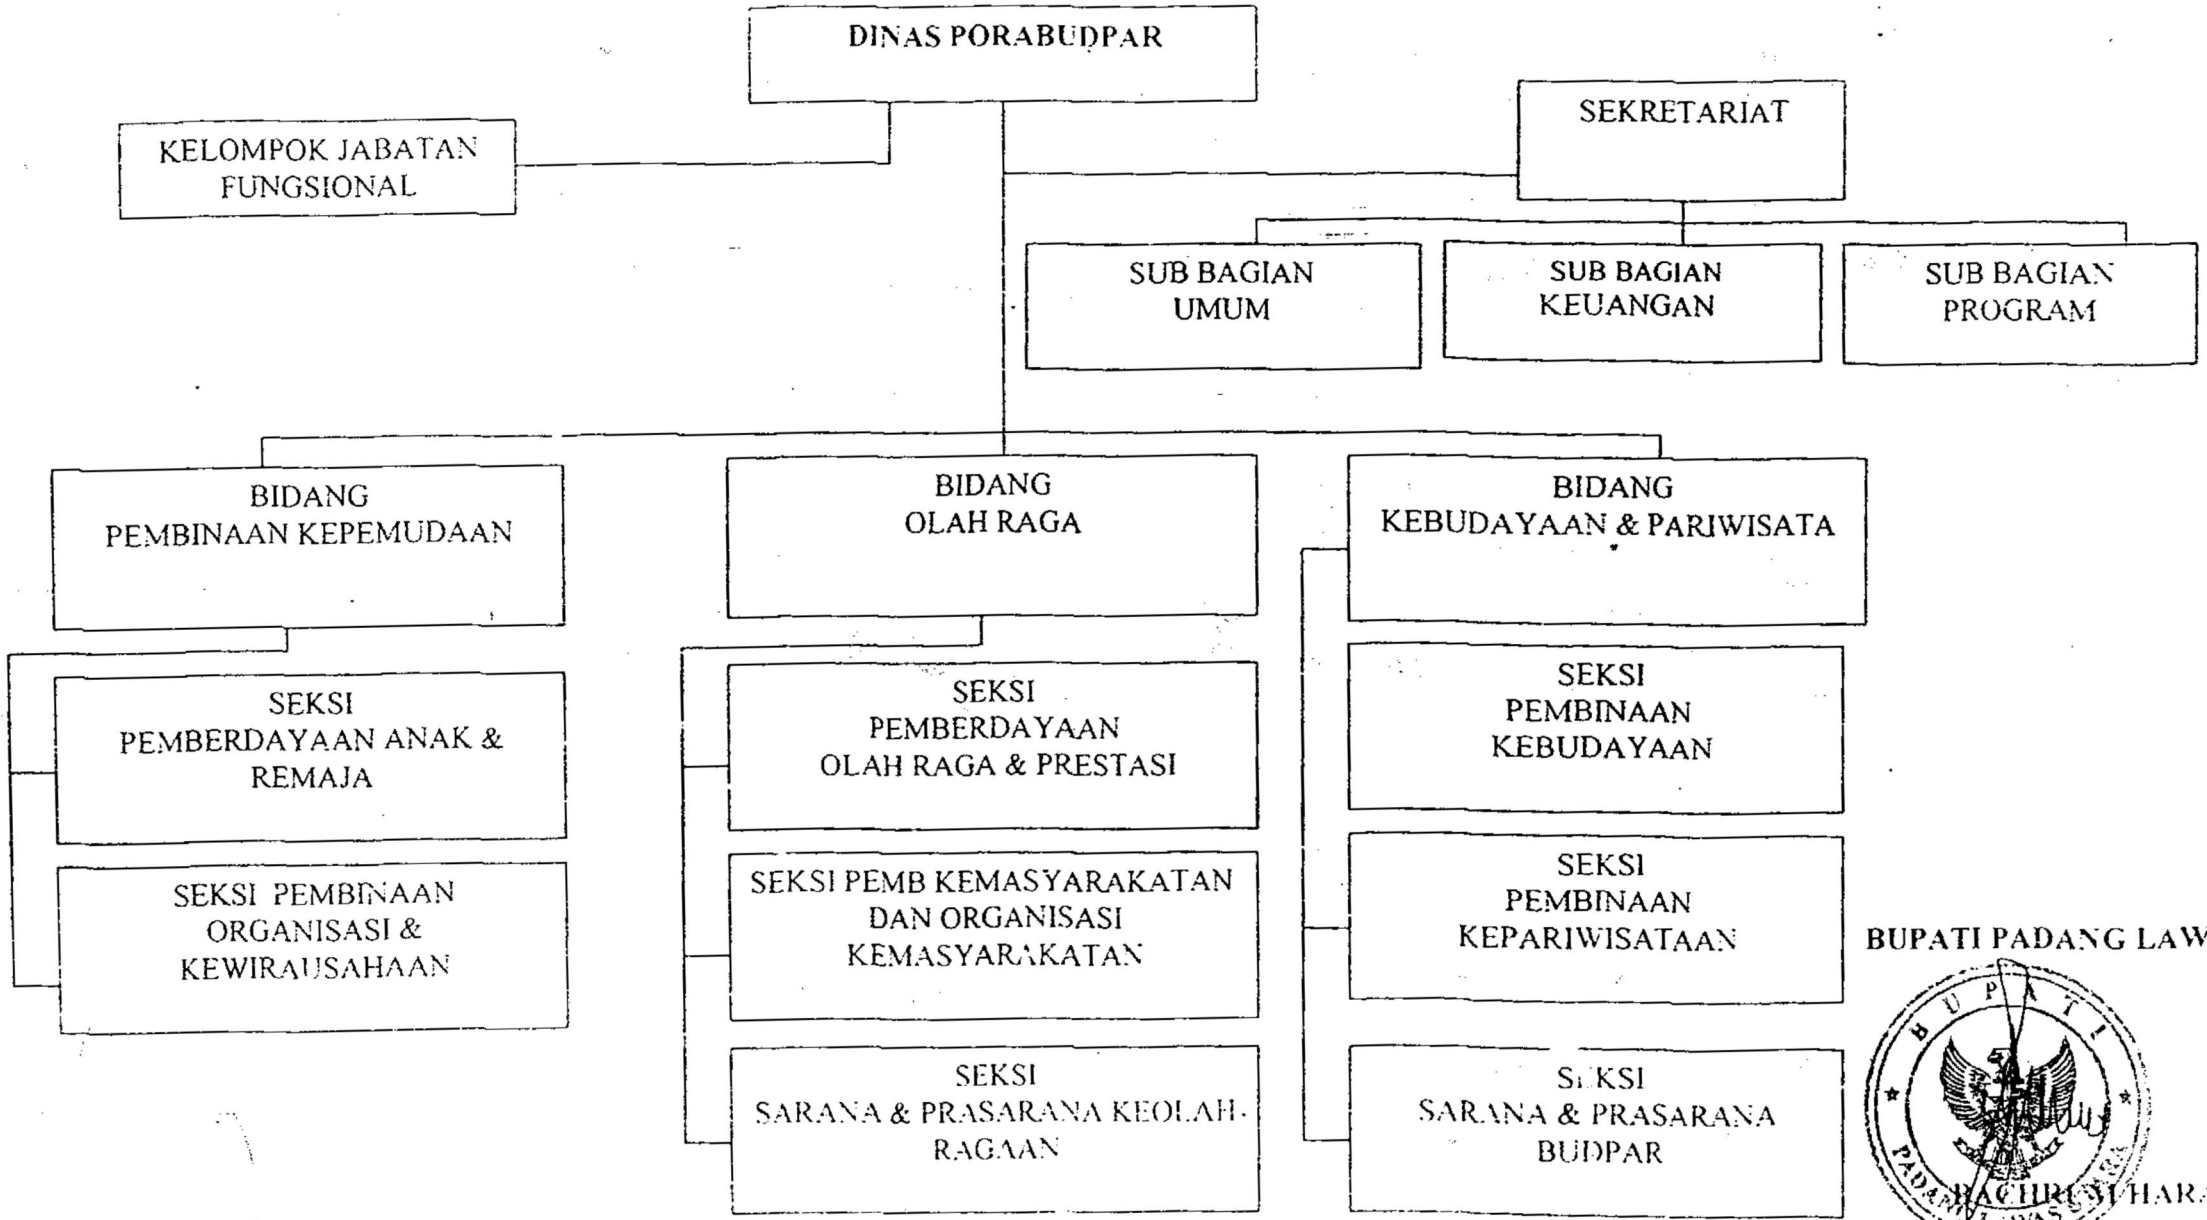 DINAS PORABUDPAR
KELOMPOK JABATAN
FUNGSIONAL
SEKRETARIAT
SUB BAGIAN
UMUM
SUB BAGIAN
KEUANGAN
SUB BAGIAN
PROGRAM
BIDANG
PEMBINAAN KEPEMUDAAN
BIDANG
OLAH RAGA
BIDANG
KEBUDAYAAN & PARIWISATA
SEKSI
PEMBERDAYAAN ANAK &
REMAJA
SEKSI PEMBINAAN
ORGANISASI &
KEWIRAUSAHAAN
SEKSI
PEMBERDAYAAN
OLAH RAGA & PRESTASI
SEKSI PEMB KEMASYARAKATAN
DAN ORGANISASI
KEMASYARAKATAN
SEKSI
SARANA & PRASARANA KEOLAH-
RAGAAN
SEKSI
PEMBINAAN
KEBUDAYAAN
SEKSI
PEMBINAAN
KEPARIWISATAAN
SEKSI
SARANA & PRASARANA
BUDPAR
BUPATI PADANG LAW
BUPATI
PADANG LAWAS